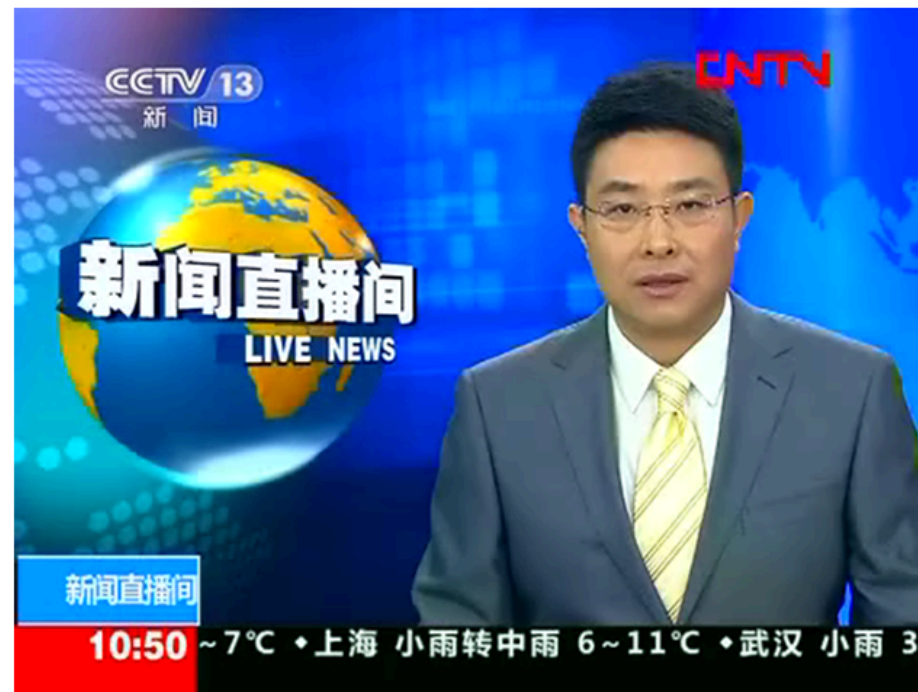 CCTV 13
新闻
CNTV
新闻直播间
LIVE NEWS
新闻直播间
10:50 ~7℃ ◆上海 小雨转中雨 6~11℃ ◆武汉 小雨 3